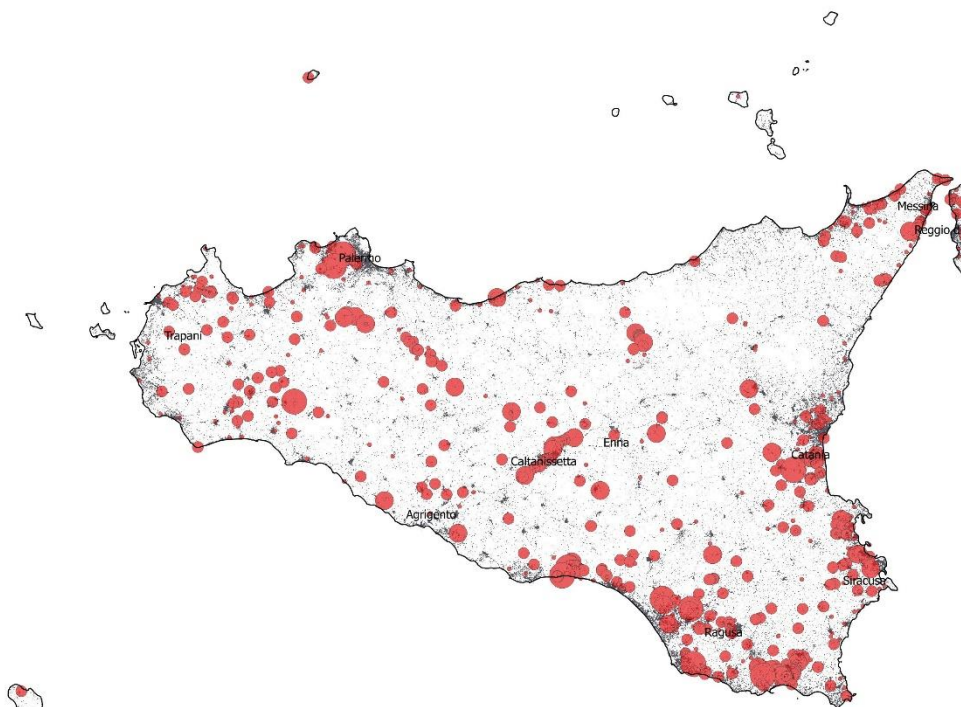 Messina
Reggio d
Palermo
Trapani
Enna
Caltanissetta
Catania
Agrigento
Siracusa
Ragusa